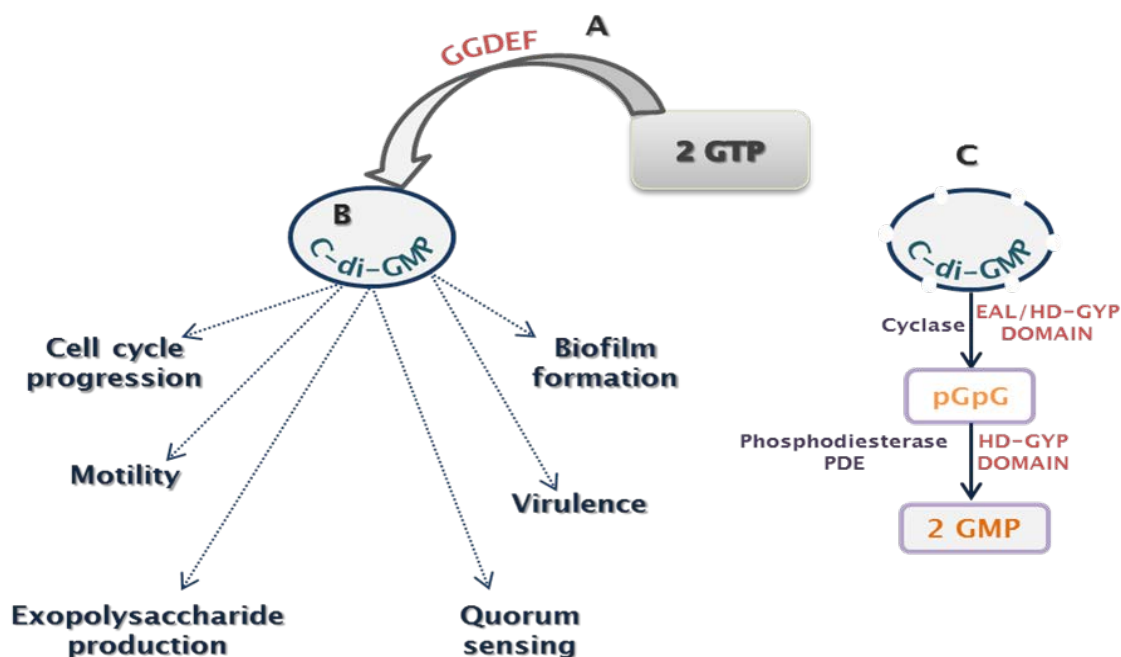 A
GGDEF
2 GTP
B
C-di-GMP
Cell cycle
progression
Biofilm
formation
Motility
Virulence
Exopolysaccharide
production
Quorum
sensing
C
C-di-GMP
Cyclase
EAL/HD-GYP
DOMAIN
pGpG
Phosphodiesterase
PDE
HD-GYP
DOMAIN
2 GMP